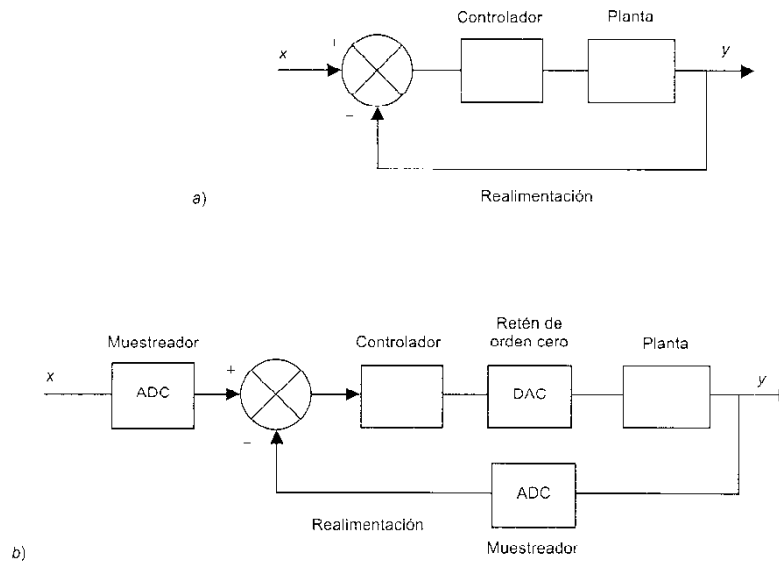 Controlador
Planta
x
+
y
−
a)
Realimentación
Muestreador
Controlador
Retén de
orden cero
Planta
x
ADC
+
DAC
y
−
ADC
Realimentación
Muestreador
b)